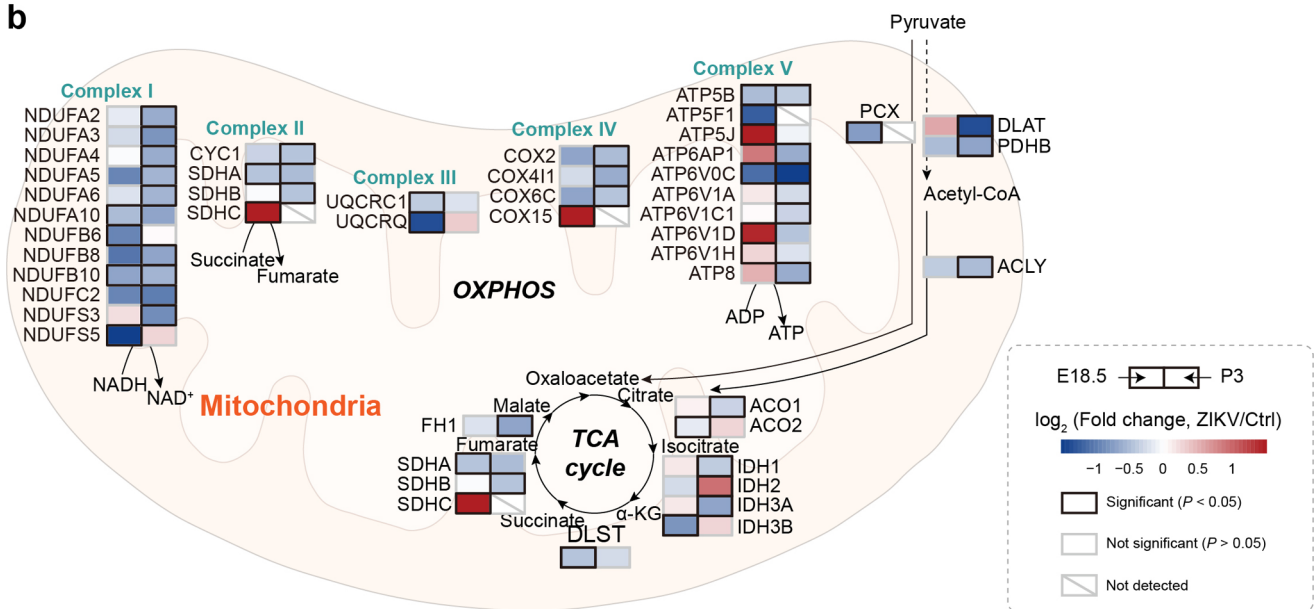 b
Pyruvate
Complex I
NDUFA2
NDUFA3
NDUFA4
NDUFA5
NDUFA6
NDUFA10
NDUFB6
NDUFB8
NDUFB10
NDUFC2
NDUFS3
NDUFS5
NADH
NAD+
Complex II
CYC1
SDHA
SDHB
SDHC
Succinate
Fumarate
Complex III
UQCRC1
UQCRQ
Complex IV
COX2
COX4I1
COX6C
COX15
Complex V
ATP5B
ATP5F1
ATP5J
ATP6AP1
ATP6V0C
ATP6V1A
ATP6V1C1
ATP6V1D
ATP6V1H
ATP8
ADP
ATP
PCX
DLAT
PDHB
Acetyl-CoA
ACLY
OXPHOS
Mitochondria
Oxaloacetate
Citrate
Malate
FH1
Fumarate
SDHA
SDHB
SDHC
Succinate
TCA
cycle
ACO1
ACO2
Isocitrate
IDH1
IDH2
IDH3A
IDH3B
α-KG
DLST
E18.5
P3
log2 (Fold change, ZIKV/Ctrl)
−1 −0.5 0 0.5 1
Significant (P < 0.05)
Not significant (P > 0.05)
Not detected